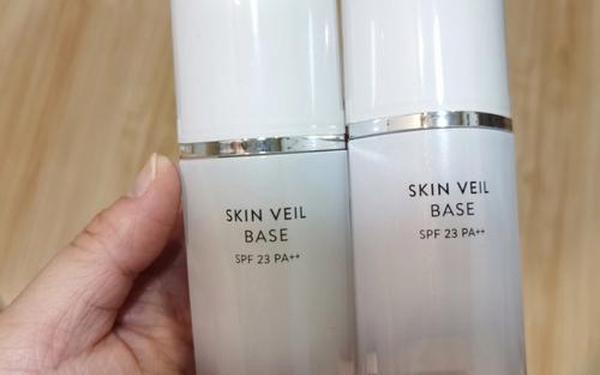 SKIN VEIL
BASE
SPF 23 PA++
SKIN VEIL
BASE
SPF 23 PA++